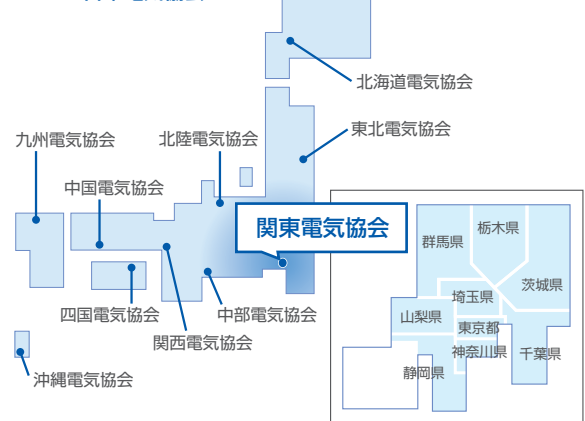 北海道電気協会
東北電気協会
北陸電気協会
九州電気協会
中国電気協会
関東電気協会
四国電気協会
中部電気協会
関西電気協会
沖縄電気協会
栃木県
群馬県
茨城県
埼玉県
山梨県
東京都
神奈川県
千葉県
静岡県